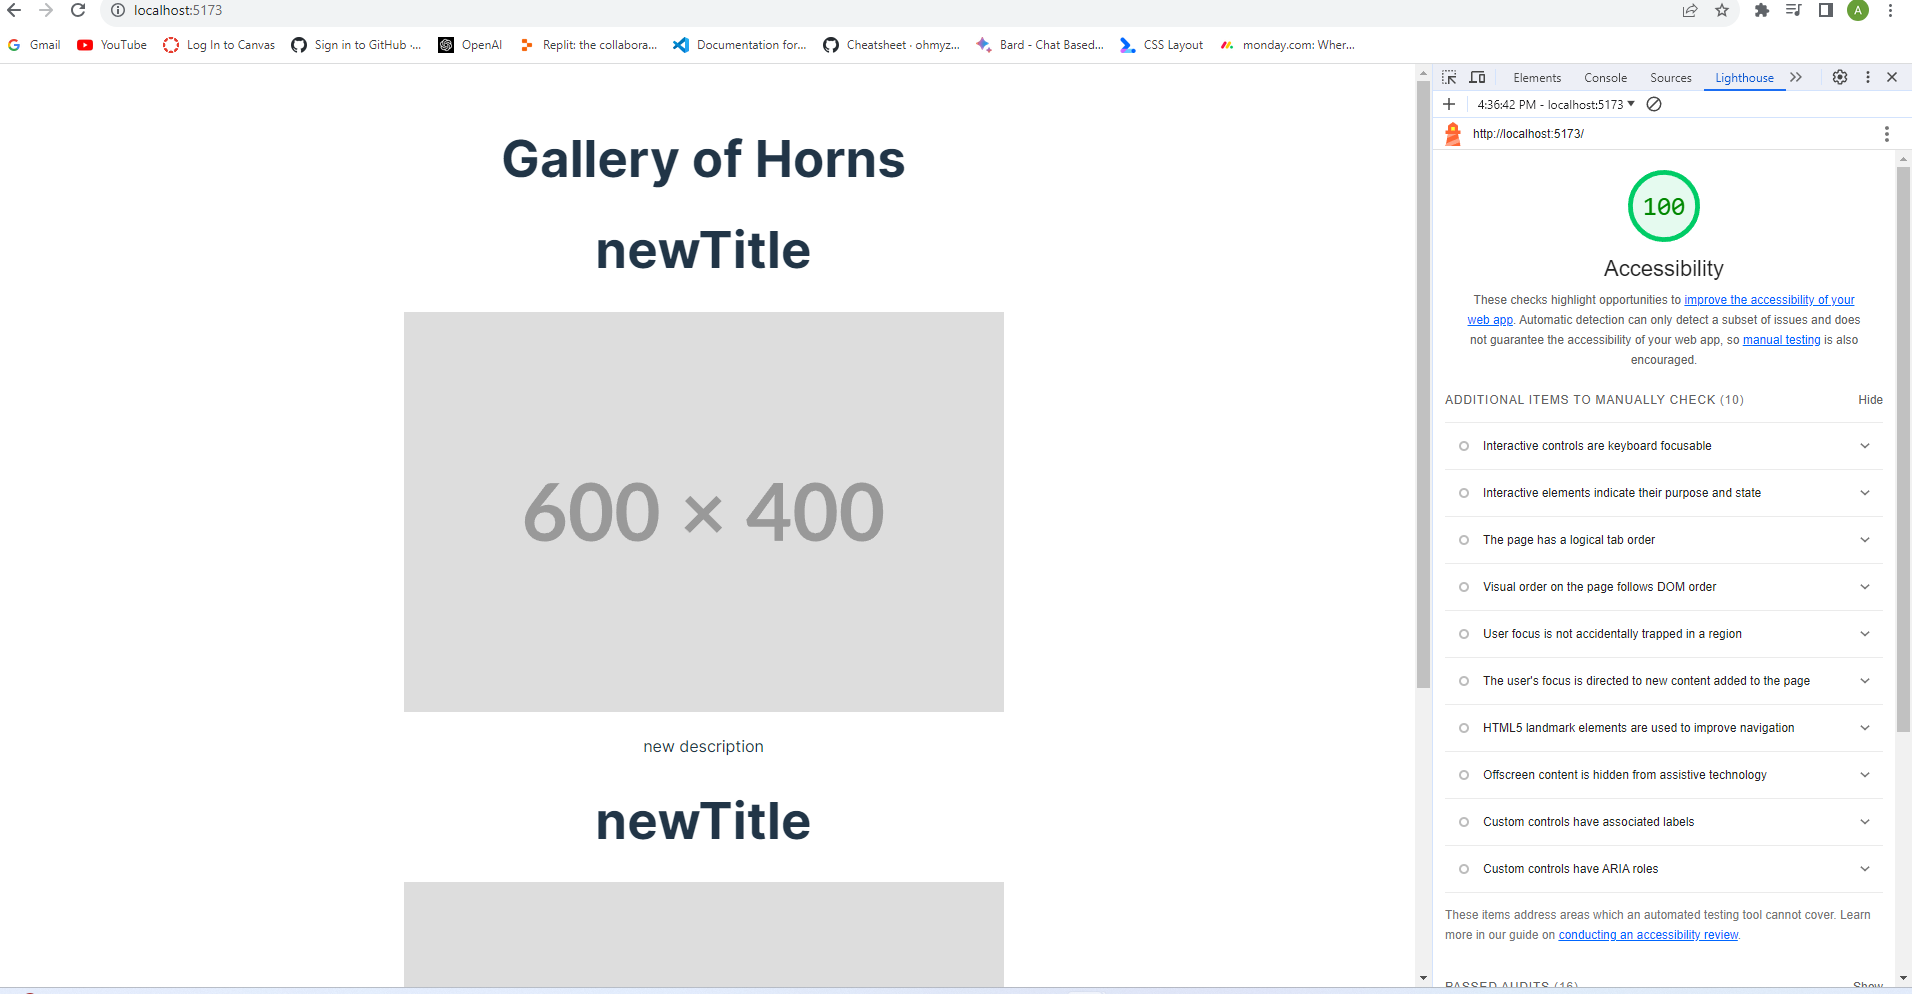 localhost:5173
A
Gmail YouTube Log In to Canvas Sign in to GitHub ·... OpenAI Replit: the collabora... Documentation for... Cheatsheet · ohmyz... Bard - Chat Based... CSS Layout monday.com: Wher...
Gallery of Horns
newTitle
600 × 400
new description
newTitle
Elements Console Sources Lighthouse
4:36:42 PM - localhost:5173
http://localhost:5173/
100
Accessibility
These checks highlight opportunities to improve the accessibility of your
web app. Automatic detection can only detect a subset of issues and does
not guarantee the accessibility of your web app, so manual testing is also
encouraged.
ADDITIONAL ITEMS TO MANUALLY CHECK (10) Hide
Interactive controls are keyboard focusable
Interactive elements indicate their purpose and state
The page has a logical tab order
Visual order on the page follows DOM order
User focus is not accidentally trapped in a region
The user's focus is directed to new content added to the page
HTML5 landmark elements are used to improve navigation
Offscreen content is hidden from assistive technology
Custom controls have associated labels
Custom controls have ARIA roles
These items address areas which an automated testing tool cannot cover. Learn
more in our guide on conducting an accessibility review.
PASSED AUDITS (16) Show